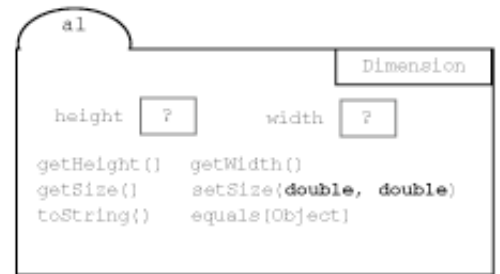 a1
Dimension
height ? width ?
getHeight() getWidth()
getSize() setSize(double, double)
toString() equals[Object]